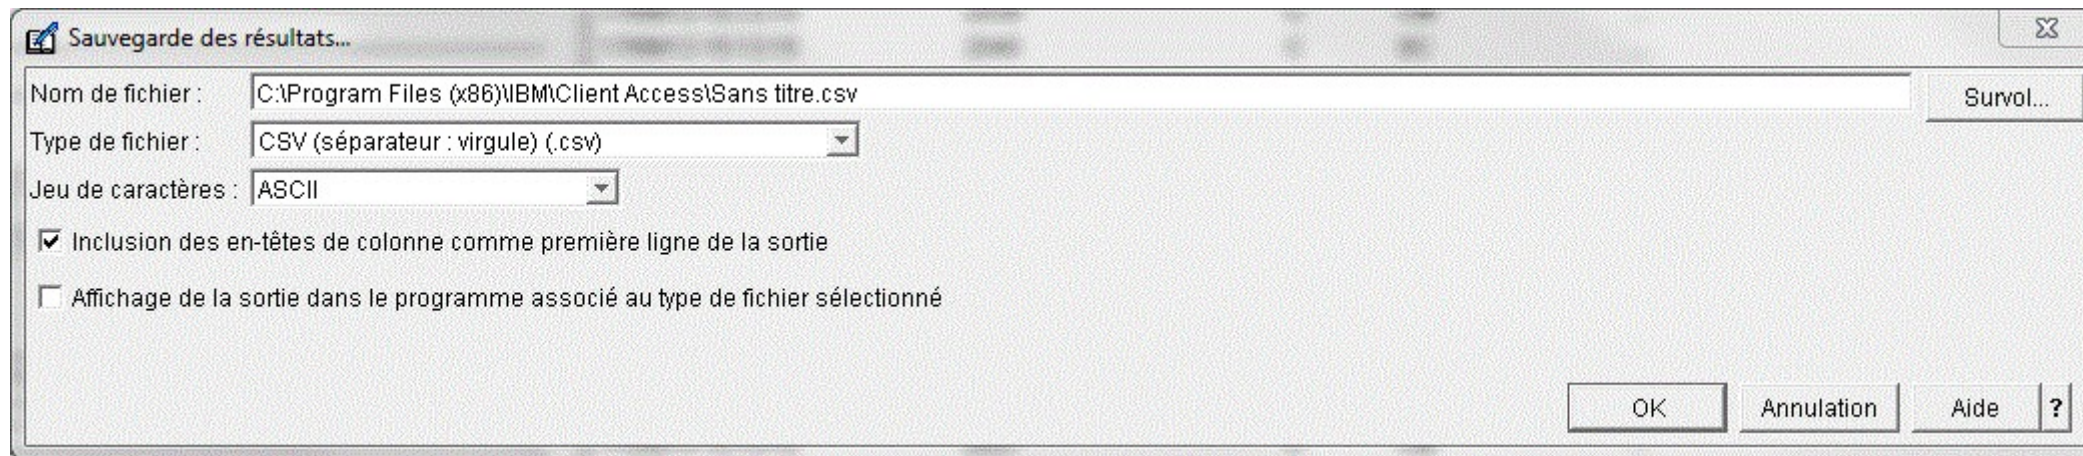 Sauvegarde des résultats...
Nom de fichier : C:\Program Files (x86)\IBM\Client Access\Sans titre.csv Survol...
Type de fichier : CSV (séparateur : virgule) (.csv)
Jeu de caractères : ASCII
Inclusion des en-têtes de colonne comme première ligne de la sortie
Affichage de la sortie dans le programme associé au type de fichier sélectionné
OK Annulation Aide ?